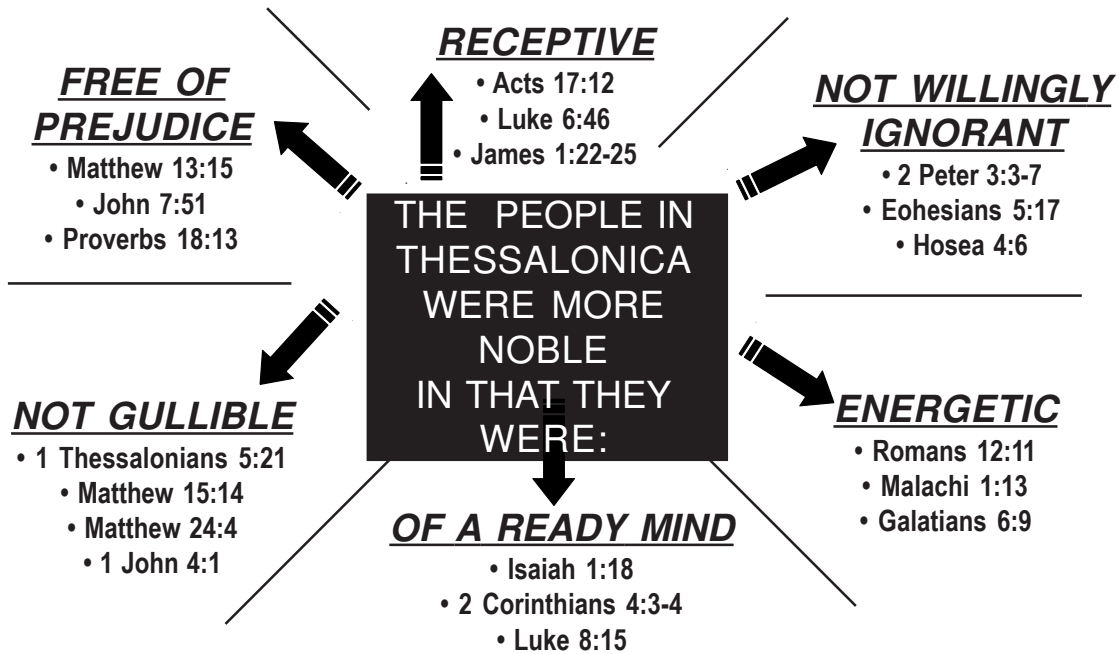 RECEPTIVE
• Acts 17:12
• Luke 6:46
• James 1:22-25
FREE OF
PREJUDICE
• Matthew 13:15
• John 7:51
• Proverbs 18:13
NOT WILLINGLY
IGNORANT
• 2 Peter 3:3-7
• Eohesians 5:17
• Hosea 4:6
THE PEOPLE IN
THESSALONICA
WERE MORE
NOBLE
IN THAT THEY
WERE:
NOT GULLIBLE
• 1 Thessalonians 5:21
• Matthew 15:14
• Matthew 24:4
• 1 John 4:1
ENERGETIC
• Romans 12:11
• Malachi 1:13
• Galatians 6:9
OF A READY MIND
• Isaiah 1:18
• 2 Corinthians 4:3-4
• Luke 8:15